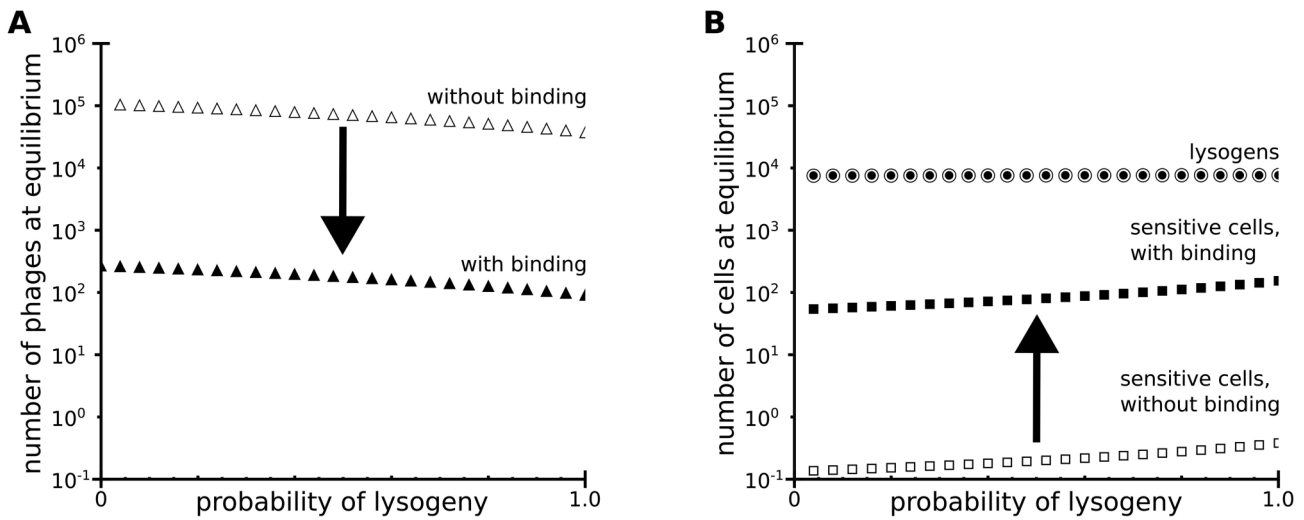 A
number of phages at equilibrium
10⁶
10⁵
10⁴
10³
10²
10¹
10⁰
10⁻¹
without binding
with binding
0
1.0
probability of lysogeny
B
number of cells at equilibrium
10⁶
10⁵
10⁴
10³
10²
10¹
10⁰
10⁻¹
lysogens
sensitive cells,
with binding
sensitive cells,
without binding
0
1.0
probability of lysogeny